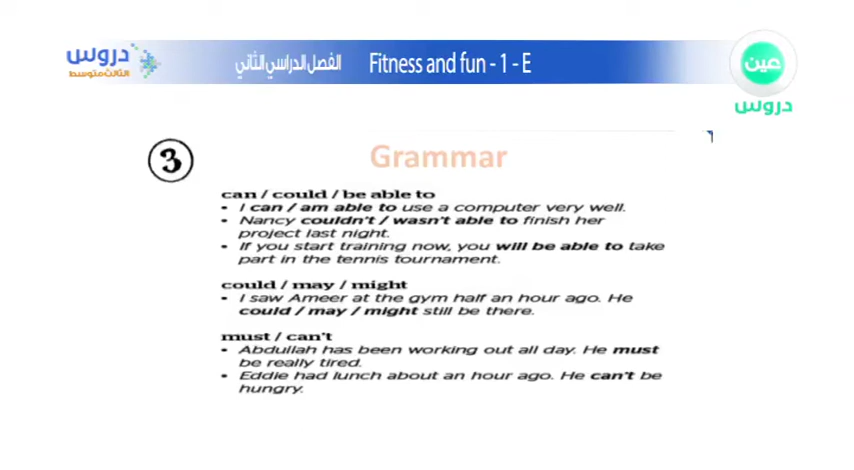 دروس
الثالث متوسط
الفصل الدراسي الثاني
Fitness and fun - 1 - E
عين
دروس
3
Grammar
can / could / be able to
• I can / am able to use a computer very well.
• Nancy couldn't / wasn't able to finish her
project last night.
• If you start training now, you will be able to take
part in the tennis tournament.
could / may / might
• I saw Ameer at the gym half an hour ago. He
could / may / might still be there.
must / can't
• Abdullah has been working out all day. He must
be really tired.
• Eddie had lunch about an hour ago. He can't be
hungry.